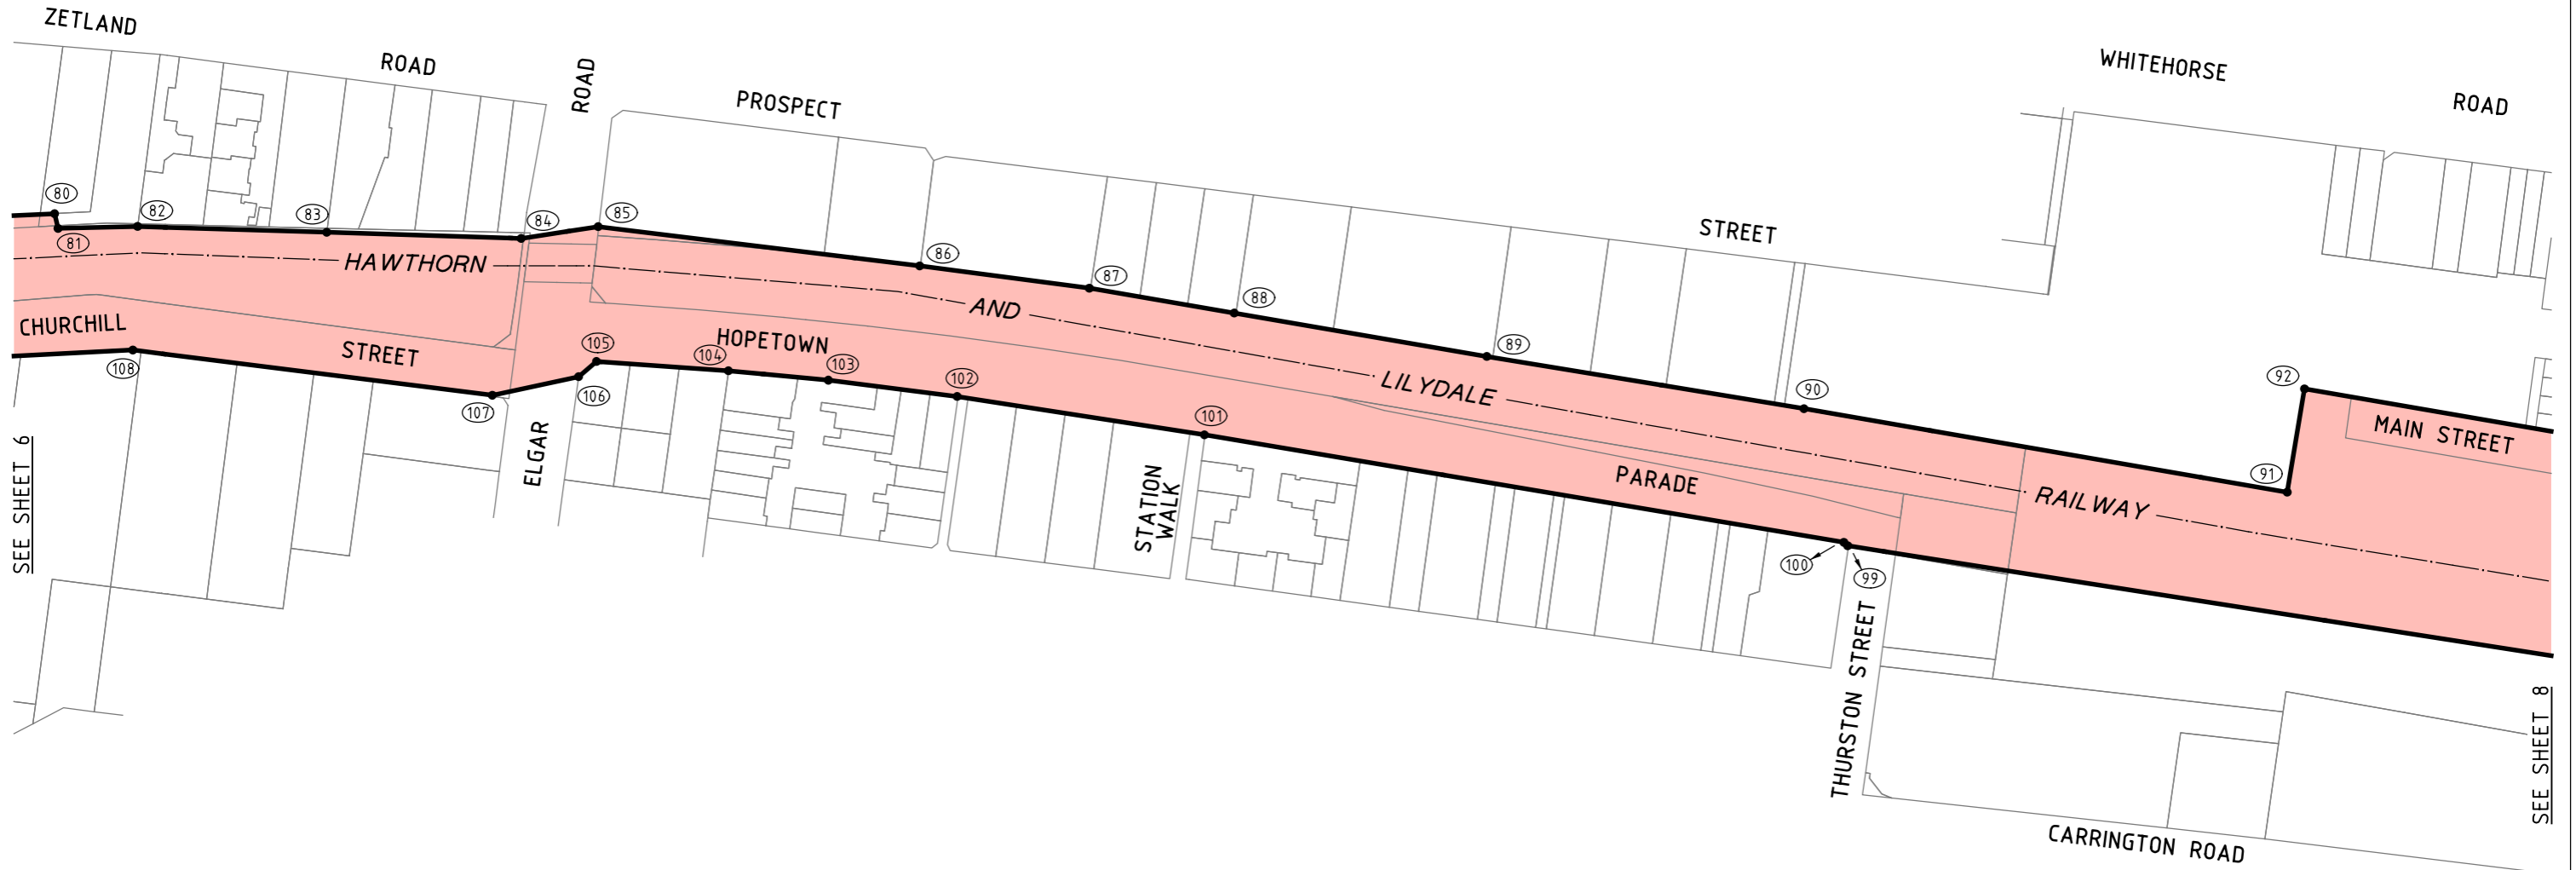 ZETLAND
ROAD
ROAD
PROSPECT
WHITEHORSE
ROAD
STREET
80
81
82
83
84
85
86
87
88
89
90
91
92
HAWTHORN
AND
LILYDALE
RAILWAY
CHURCHILL
STREET
HOPETOWN
PARADE
MAIN STREET
108
107
106
105
104
103
102
101
100
99
ELGAR
STATION
WALK
THURSTON STREET
CARRINGTON ROAD
SEE SHEET 6
SEE SHEET 8